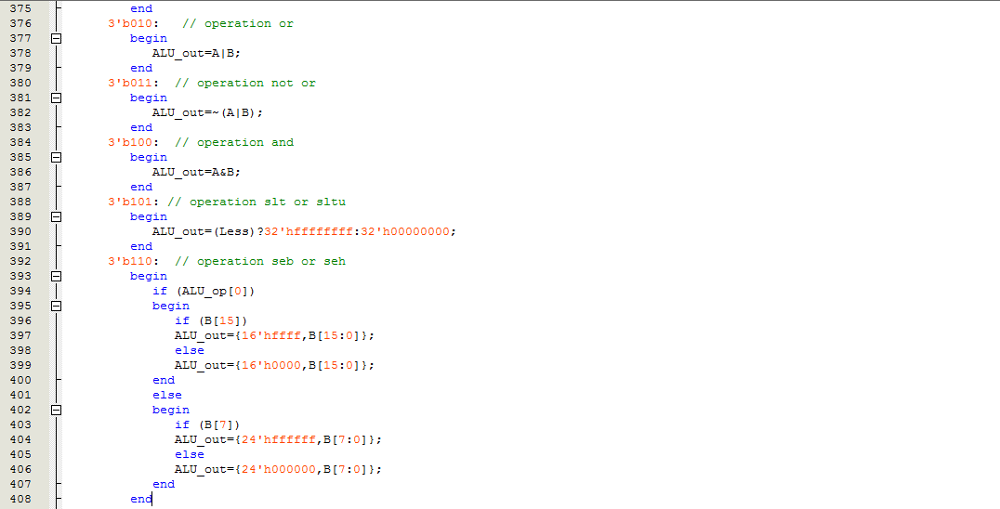 375 end
376 3'b010:   // operation or
377 begin
378 ALU_out=A|B;
379 end
380 3'b011:  // operation not or
381 begin
382 ALU_out=~(A|B);
383 end
384 3'b100:  // operation and
385 begin
386 ALU_out=A&B;
387 end
388 3'b101: // operation slt or sltu
389 begin
390 ALU_out=(Less)?32'hffffffff:32'h00000000;
391 end
392 3'b110:  // operation seb or seh
393 begin
394 if (ALU_op[0])
395 begin
396 if (B[15])
397 ALU_out={16'hffff,B[15:0]};
398 else
399 ALU_out={16'h0000,B[15:0]};
400 end
401 else
402 begin
403 if (B[7])
404 ALU_out={24'hffffff,B[7:0]};
405 else
406 ALU_out={24'h000000,B[7:0]};
407 end
408 end